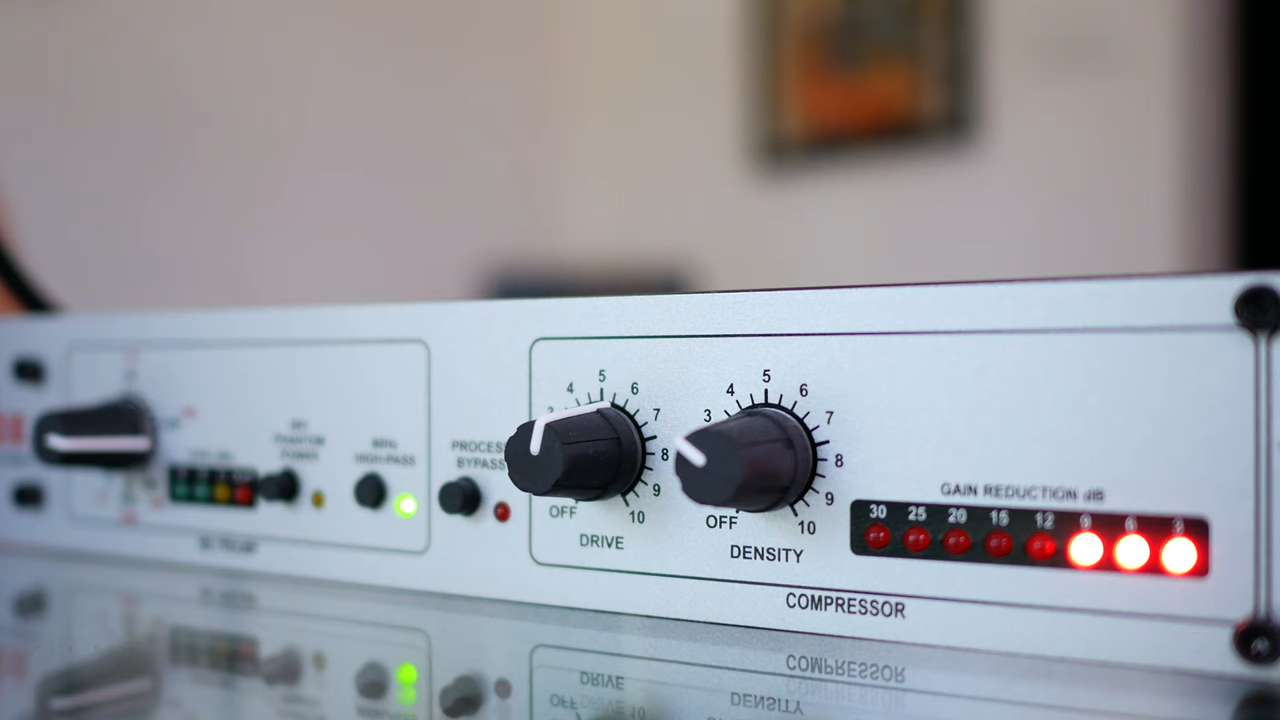 48V
PHANTOM
POWER
80Hz
HIGH-PASS
PROCESS
BYPASS
3 4 5 6 7 8 9 10
OFF
DRIVE
3 4 5 6 7 8 9 10
OFF
DENSITY
GAIN REDUCTION dB
30 25 20 15 12 9 6 3
COMPRESSOR